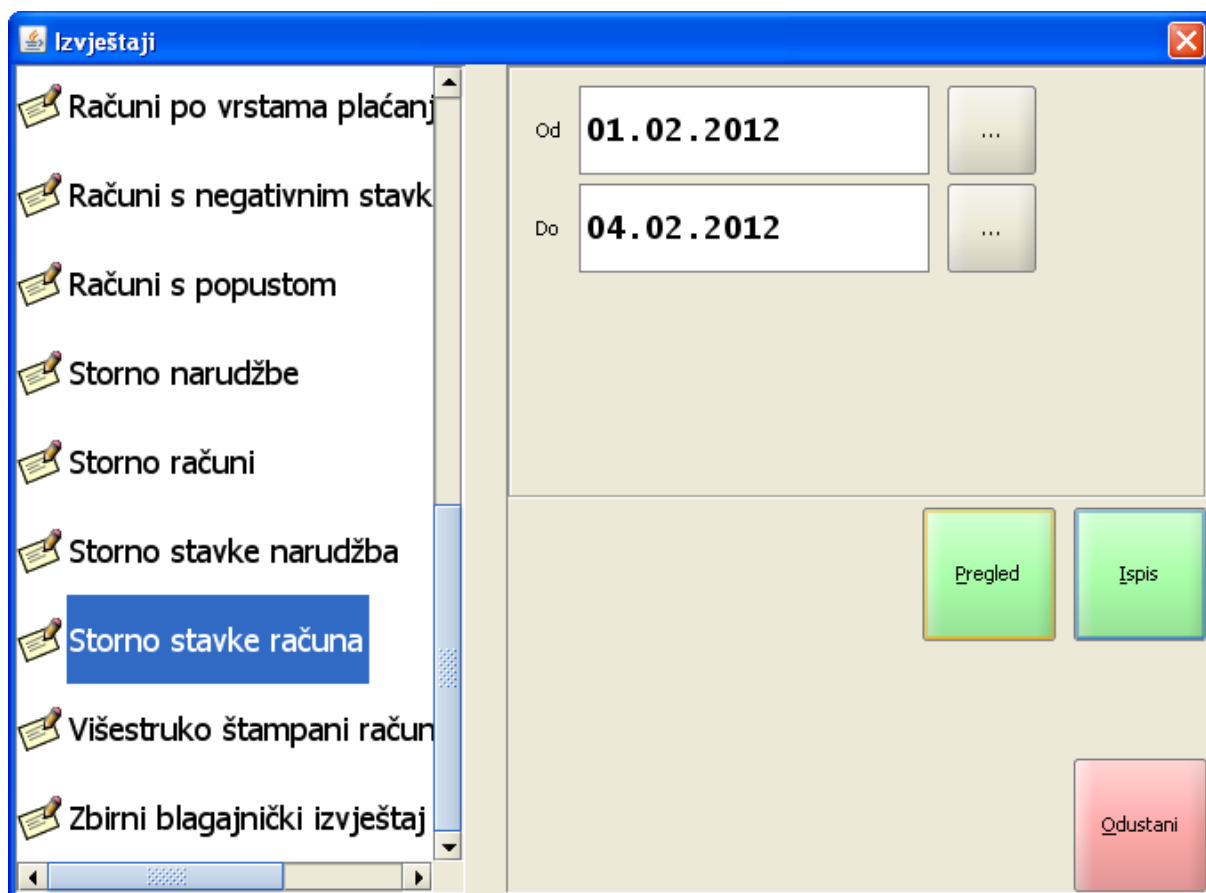 Izvještaji
Računi po vrstama plaćanj
Računi s negativnim stavk
Računi s popustom
Storno narudžbe
Storno računi
Storno stavke narudžba
Storno stavke računa
Višestruko štampani račun
Zbirni blagajnički izvještaj
Od 01.02.2012 ...
Do 04.02.2012 ...
Pregled Ispis
Odustani